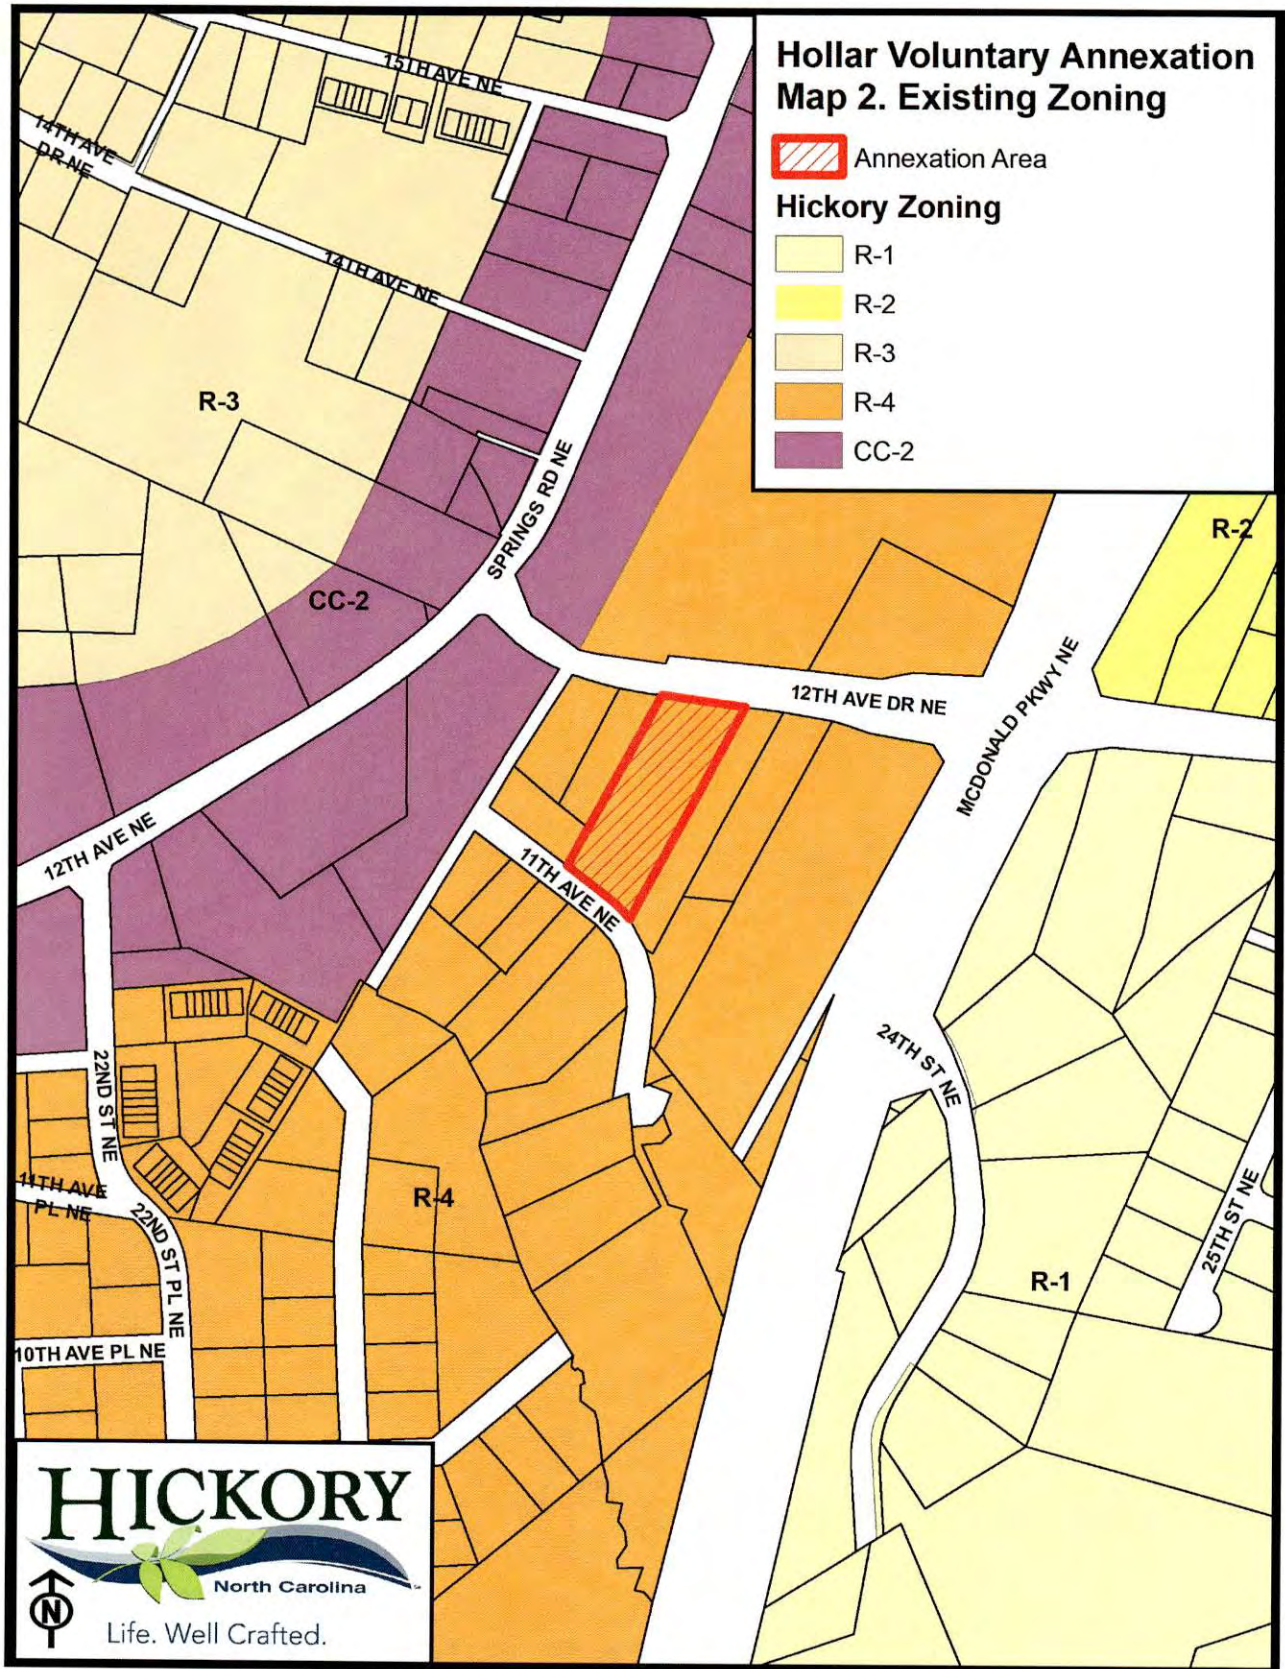 Hollar Voluntary Annexation
Map 2. Existing Zoning
Annexation Area
Hickory Zoning
R-1
R-2
R-3
R-4
CC-2
15TH AVE NE
14TH AVE
DR NE
14TH AVE NE
R-3
SPRINGS RD NE
R-2
CC-2
MCDONALD PKWY NE
12TH AVE DR NE
12TH AVE NE
11TH AVE NE
24TH ST NE
22ND ST NE
11TH AVE
PL NE
R-4
22ND ST PL NE
25TH ST NE
R-1
10TH AVE PL NE
HICKORY
North Carolina
N
Life. Well Crafted.